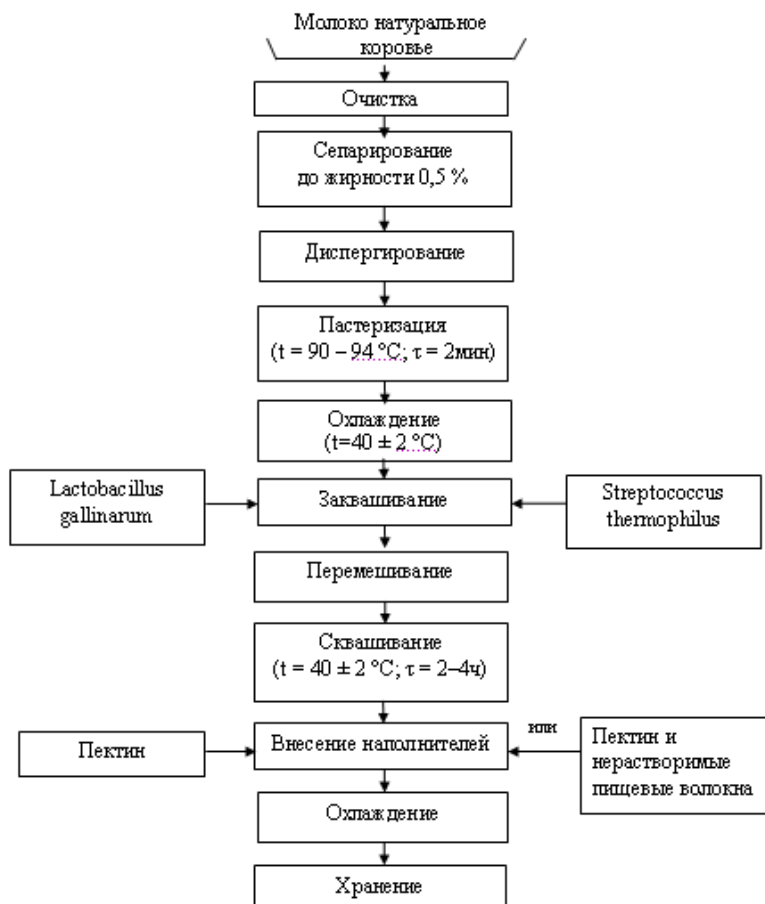 Молоко натуральное
коровье
Очистка
Сепарирование
до жирности 0,5 %
Диспергирование
Пастеризация
(t = 90 – 94 °C; τ = 2мин)
Охлаждение
(t=40 ± 2 °C)
Lactobacillus
gallinarum
Заквашивание
Streptococcus
thermophilus
Перемешивание
Сквашивание
(t = 40 ± 2 °C; τ = 2–4ч)
Пектин
Внесение наполнителей
или
Пектин и
нерастворимые
пищевые волокна
Охлаждение
Хранение